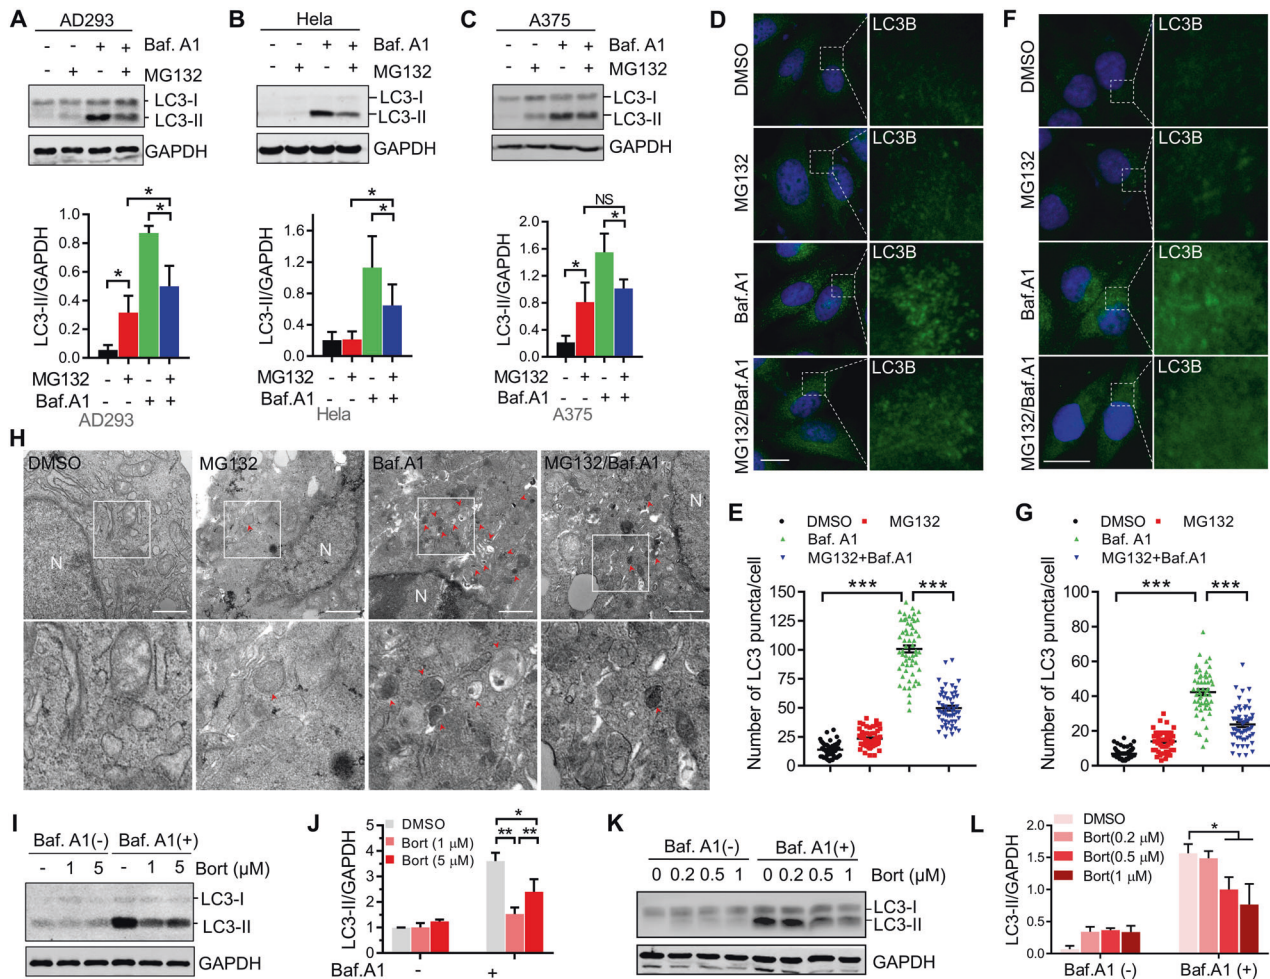 A
AD293
- - + + Baf. A1
- + - + MG132
LC3-I
LC3-II
GAPDH
LC3-II/GAPDH
1.0
0.8
0.6
0.4
0.2
0.0
*
*
*
MG132 - + - +
Baf.A1 - - + +
AD293
B
Hela
- - + + Baf. A1
- + - + MG132
LC3-I
LC3-II
GAPDH
LC3-II/GAPDH
1.6
1.2
0.8
0.4
0.0
*
*
MG132 - + - +
Baf.A1 - - + +
Hela
C
A375
- - + + Baf. A1
- + - + MG132
LC3-I
LC3-II
GAPDH
LC3-II/GAPDH
2.0
1.5
1.0
0.5
0.0
NS
*
*
MG132 - + - +
Baf.A1 - - + +
A375
D
DMSO
LC3B
MG132
LC3B
Baf.A1
LC3B
MG132/Baf.A1
LC3B
F
DMSO
LC3B
MG132
LC3B
Baf.A1
LC3B
MG132/Baf.A1
LC3B
H
DMSO
N
MG132
N
Baf.A1
N
MG132/Baf.A1
N
E
DMSO MG132
Baf. A1
MG132+Baf.A1
*** ***
Number of LC3 puncta/cell
150
125
100
75
50
25
0
G
DMSO MG132
Baf. A1
MG132+Baf.A1
*** ***
Number of LC3 puncta/cell
100
80
60
40
20
0
I
Baf. A1(-) Baf. A1(+)
- 1 5 - 1 5 Bort (µM)
LC3-I
LC3-II
GAPDH
J
DMSO
Bort (1 µM)
Bort (5 µM)
*
** **
LC3-II/GAPDH
5
4
3
2
1
0
Baf.A1 - +
K
Baf. A1(-) Baf. A1(+)
0 0.2 0.5 1 0 0.2 0.5 1 Bort (µM)
LC3-I
LC3-II
GAPDH
L
DMSO
Bort(0.2 µM)
Bort(0.5 µM)
Bort(1 µM)
*
LC3-II/GAPDH
2.0
1.5
1.0
0.5
0.0
Baf.A1 (-) Baf.A1 (+)